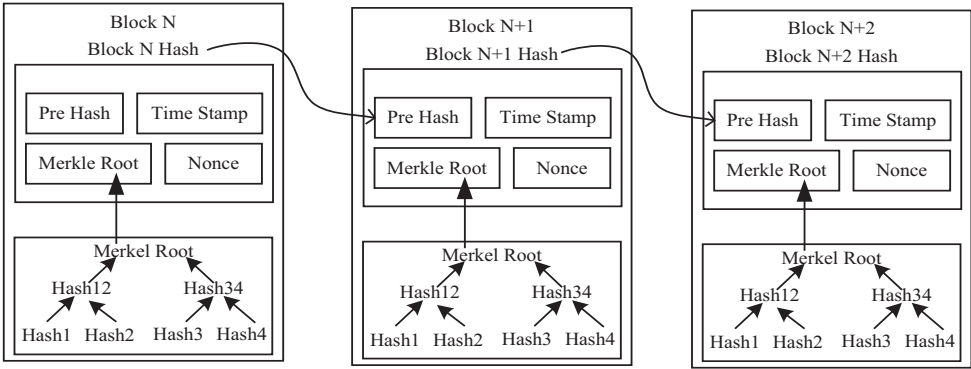 Block N
Block N Hash
Pre Hash
Time Stamp
Merkle Root
Nonce
Merkel Root
Hash12
Hash34
Hash1
Hash2
Hash3
Hash4
Block N+1
Block N+1 Hash
Pre Hash
Time Stamp
Merkle Root
Nonce
Merkel Root
Hash12
Hash34
Hash1
Hash2
Hash3
Hash4
Block N+2
Block N+2 Hash
Pre Hash
Time Stamp
Merkle Root
Nonce
Merkel Root
Hash12
Hash34
Hash1
Hash2
Hash3
Hash4